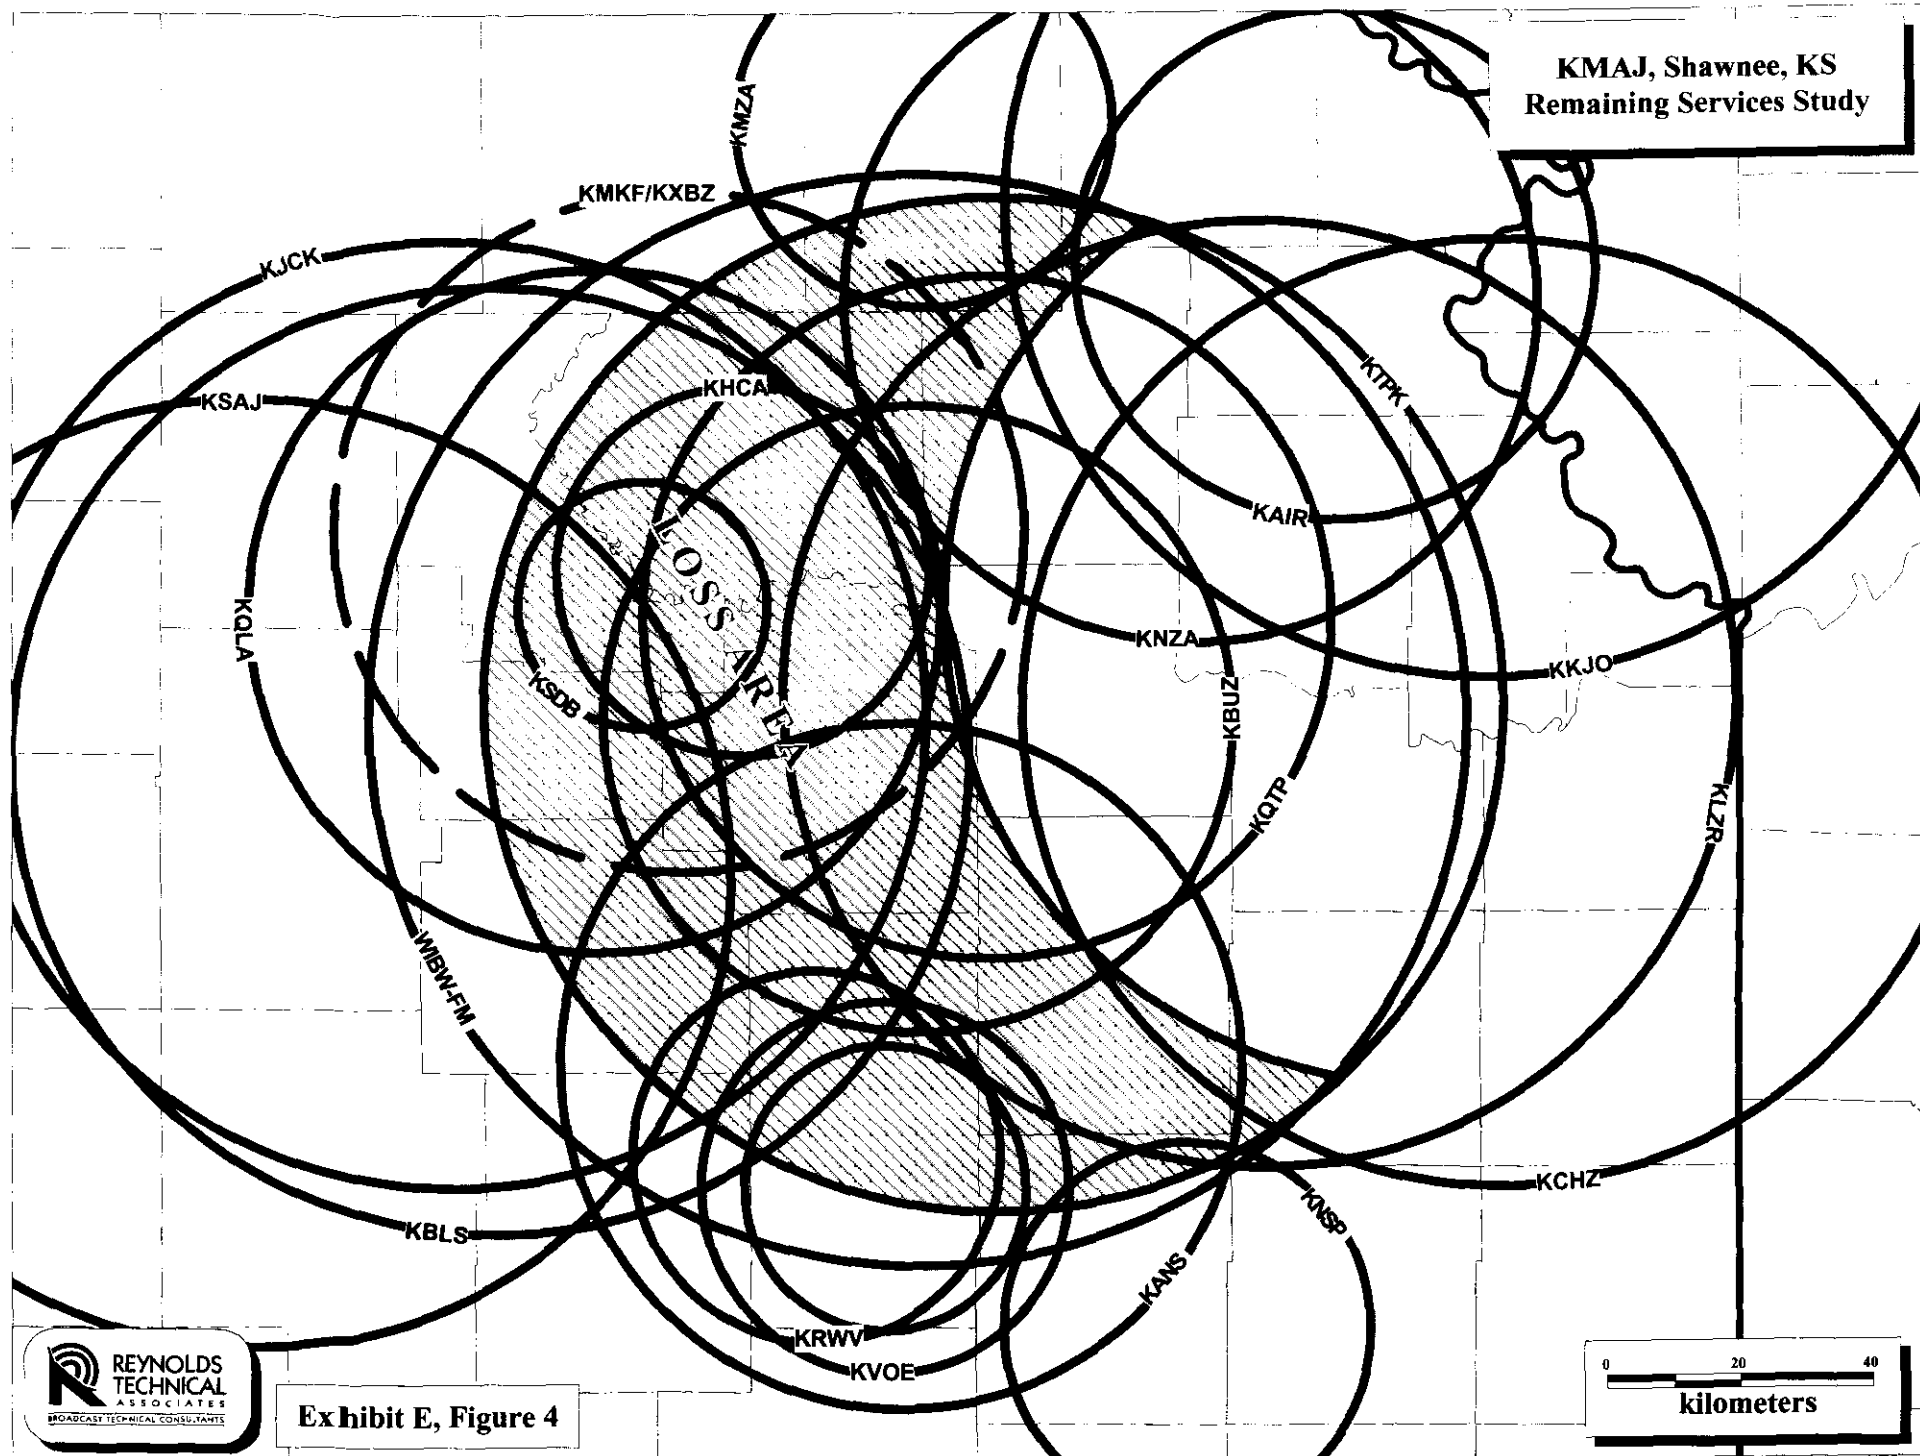 KMAJ, Shawnee, KS
Remaining Services Study
KMZA
KMKF/KXBZ
KJCK
KSAJ
KHCA
KTPK
KAIR
LOSS AREA
KQLA
KNZA
KKJO
KSDB
KBUZ
KQTP
KLZR
WIBW-FM
KBLS
KCHZ
KNSP
KANS
KRWV
KVOE
REYNOLDS
TECHNICAL
ASSOCIATES
BROADCAST TECHNICAL CONSULTANTS
Exhibit E, Figure 4
0 20 40
kilometers